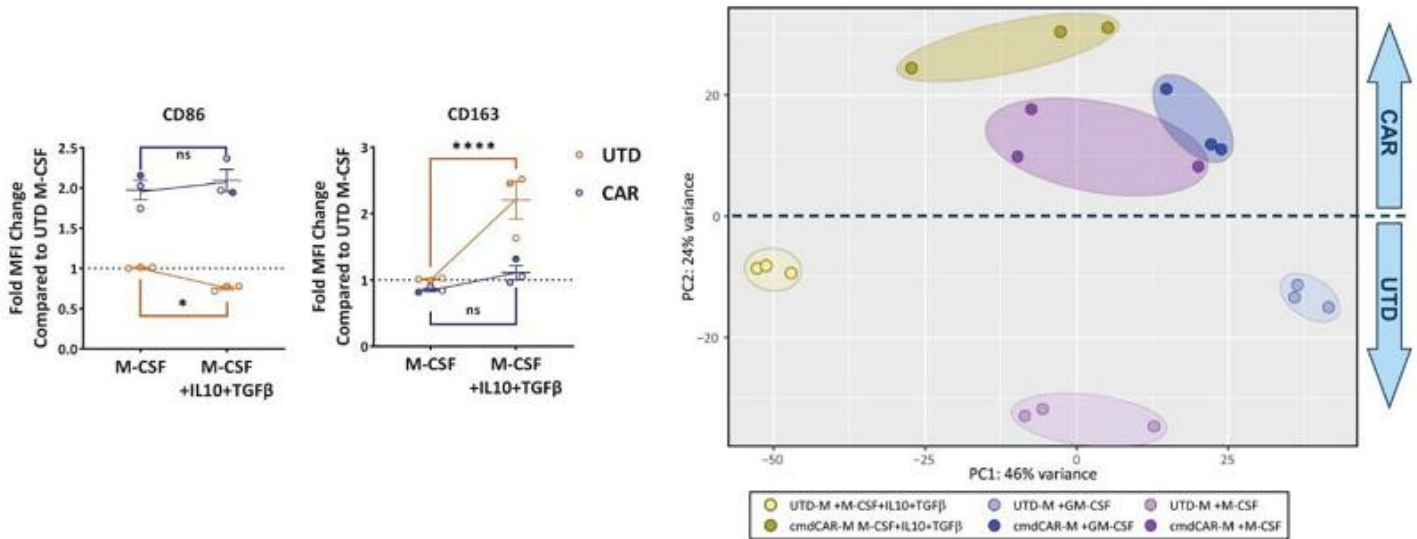 CD86
Fold MFI Change
Compared to UTD M-CSF
2.5
2.0
1.5
1
0.5
0.0
ns
*
M-CSF
M-CSF
+IL10+TGFβ
CD163
Fold MFI Change
Compared to UTD M-CSF
3
2
1
0
****
ns
M-CSF
M-CSF
+IL10+TGFβ
UTD
CAR
PC2: 24% variance
20
0
−20
−50
−25
0
25
PC1: 46% variance
CAR
UTD
UTD-M +M-CSF+IL10+TGFβ
UTD-M +GM-CSF
UTD-M +M-CSF
cmdCAR-M M-CSF+IL10+TGFβ
cmdCAR-M +GM-CSF
cmdCAR-M +M-CSF